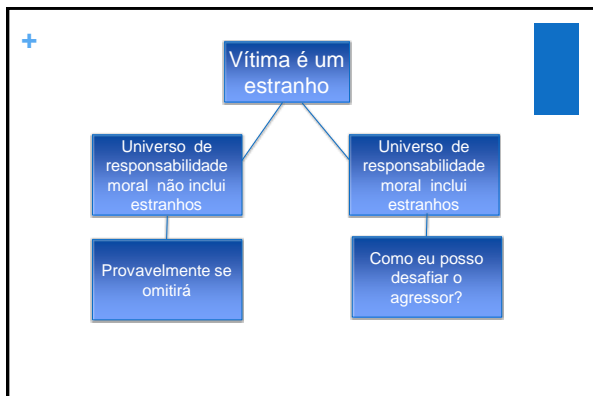 +
Vítima é um
estranho
Universo de
responsabilidade
moral não inclui
estranhos
Universo de
responsabilidade
moral inclui
estranhos
Provavelmente se
omitirá
Como eu posso
desafiar o
agressor?